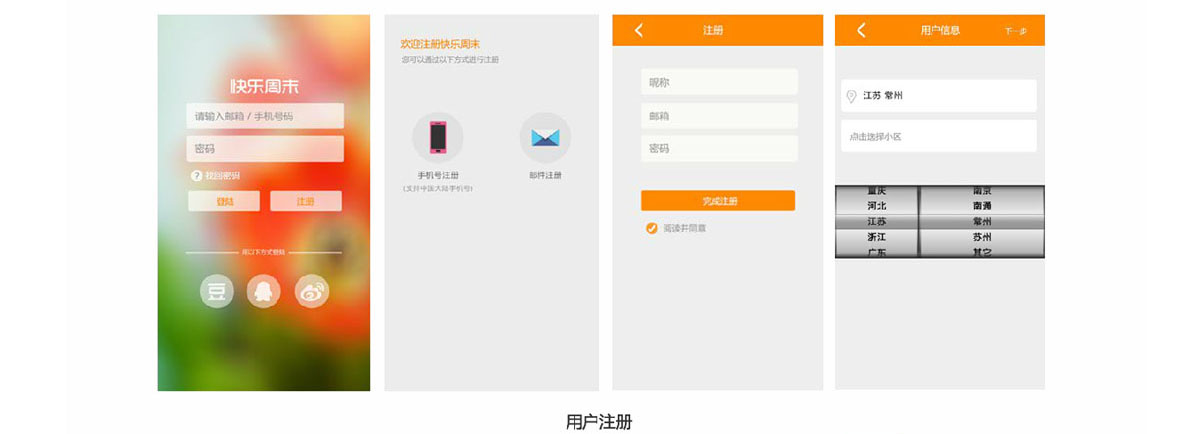 快乐周末
请输入邮箱 / 手机号码
密码
找回密码
登陆
注册
用以下方式登陆
豆
欢迎注册快乐周末
您可以通过以下方式进行注册
手机号注册
(支持中国大陆手机号)
邮件注册
注册
昵称
邮箱
密码
完成注册
阅读并同意
用户信息
下一步
江苏 常州
点击选择小区
重庆 南京
河北 南通
江苏 常州
浙江 苏州
广东 其它
用户注册